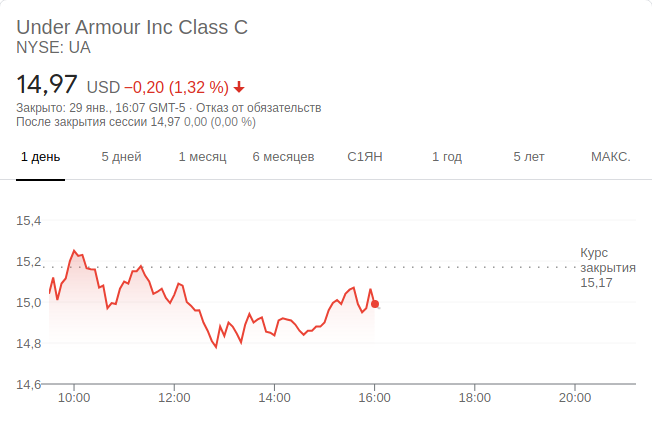 Under Armour Inc Class C
NYSE: UA
14,97 USD −0,20 (1,32 %)
Закрыто: 29 янв., 16:07 GMT-5 · Отказ от обязательств
После закрытия сессии 14,97 0,00 (0,00 %)
1 день 5 дней 1 месяц 6 месяцев С1ЯН 1 год 5 лет МАКС.
15,4
15,2
15,0
14,8
14,6
Курс
закрытия
15,17
10:00 12:00 14:00 16:00 18:00 20:00